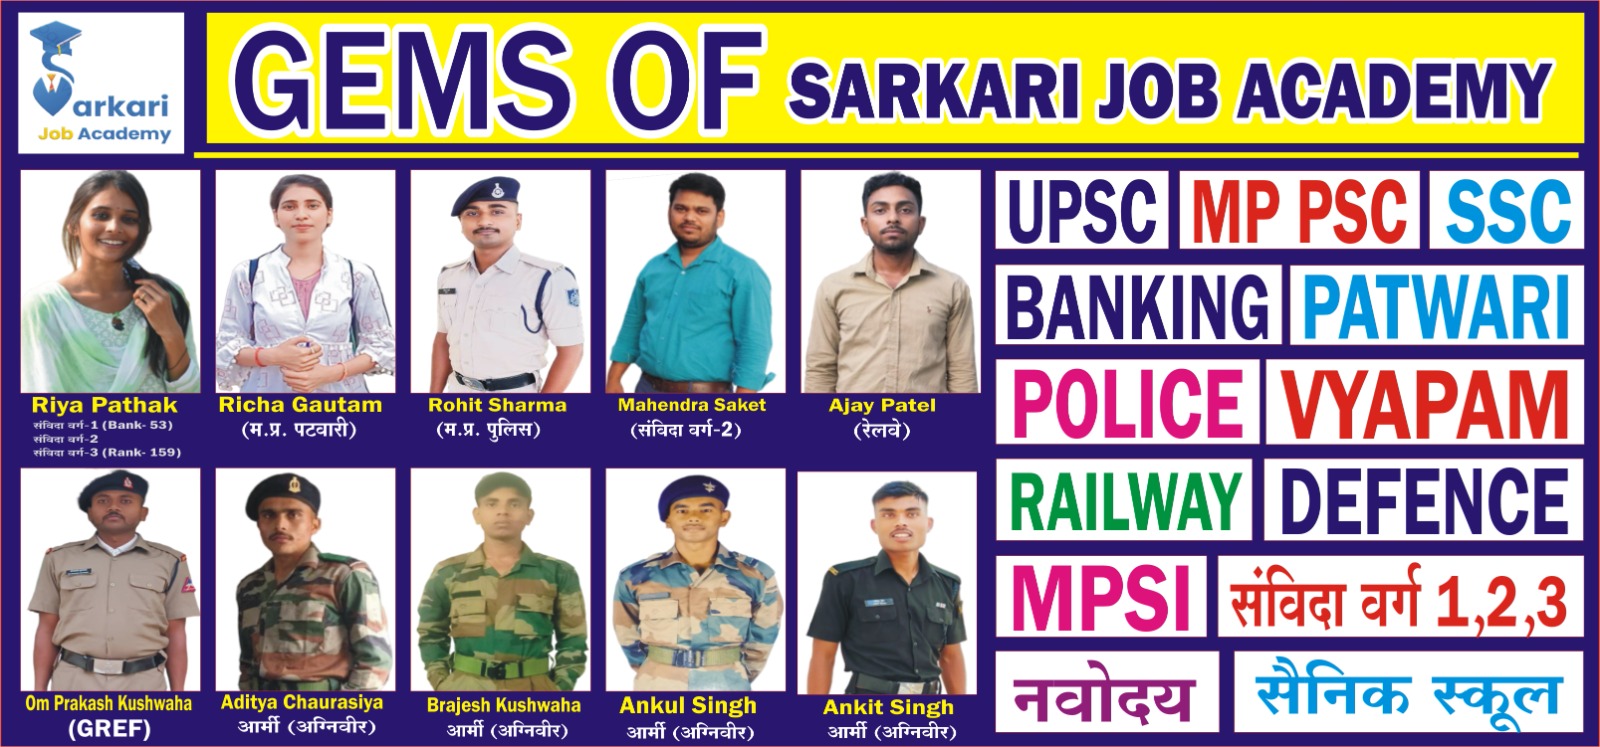 Sarkari
Job Academy
GEMS OF SARKARI JOB ACADEMY
Riya Pathak
संविदा वर्ग-1 (Bank- 53)
संविदा वर्ग-2
संविदा वर्ग-3 (Rank- 159)
Richa Gautam
(म.प्र. पटवारी)
Rohit Sharma
(म.प्र. पुलिस)
Mahendra Saket
(संविदा वर्ग-2)
Ajay Patel
(रेलवे)
Om Prakash Kushwaha
(GREF)
Aditya Chaurasiya
आर्मी (अग्निवीर)
Brajesh Kushwaha
आर्मी (अग्निवीर)
Ankul Singh
आर्मी (अग्निवीर)
Ankit Singh
आर्मी (अग्निवीर)
UPSC MP PSC SSC
BANKING PATWARI
POLICE VYAPAM
RAILWAY DEFENCE
MPSI संविदा वर्ग 1,2,3
नवोदय सैनिक स्कूल